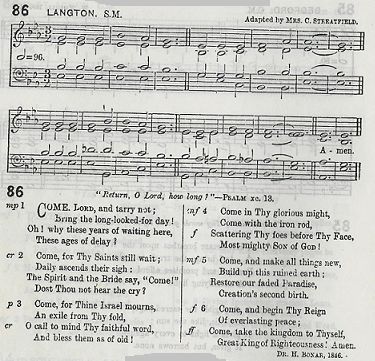 86 LANGTON. S.M.
Adapted by MRS. C. STREATFEILD.
=96.
A - men.
86 "Return, O Lord, how long?"—PSALM xc. 13.
mp 1 COME, LORD, and tarry not;
Bring the long-looked-for day!
Oh! why these years of waiting here,
These ages of delay?
cr 2 Come, for Thy Saints still wait;
Daily ascends their sigh:
The Spirit and the Bride say, "Come!"
Dost Thou not hear the cry?
p 3 Come, for Thine Israel mourns,
An exile from Thy fold,
cr O call to mind Thy faithful word,
And bless them as of old!
mf 4 Come in Thy glorious might,
Come with the iron rod,
f Scattering Thy foes before Thy Face,
Most mighty Son of God!
mf 5 Come, and make all things new,
Build up this ruined earth;
Restore our faded Paradise,
Creation's second birth.
f 6 Come, and begin Thy Reign
Of everlasting peace;
ff Come, take the kingdom to Thyself,
Great King of Righteousness! Amen.
DR. H. BONAR, 1846.